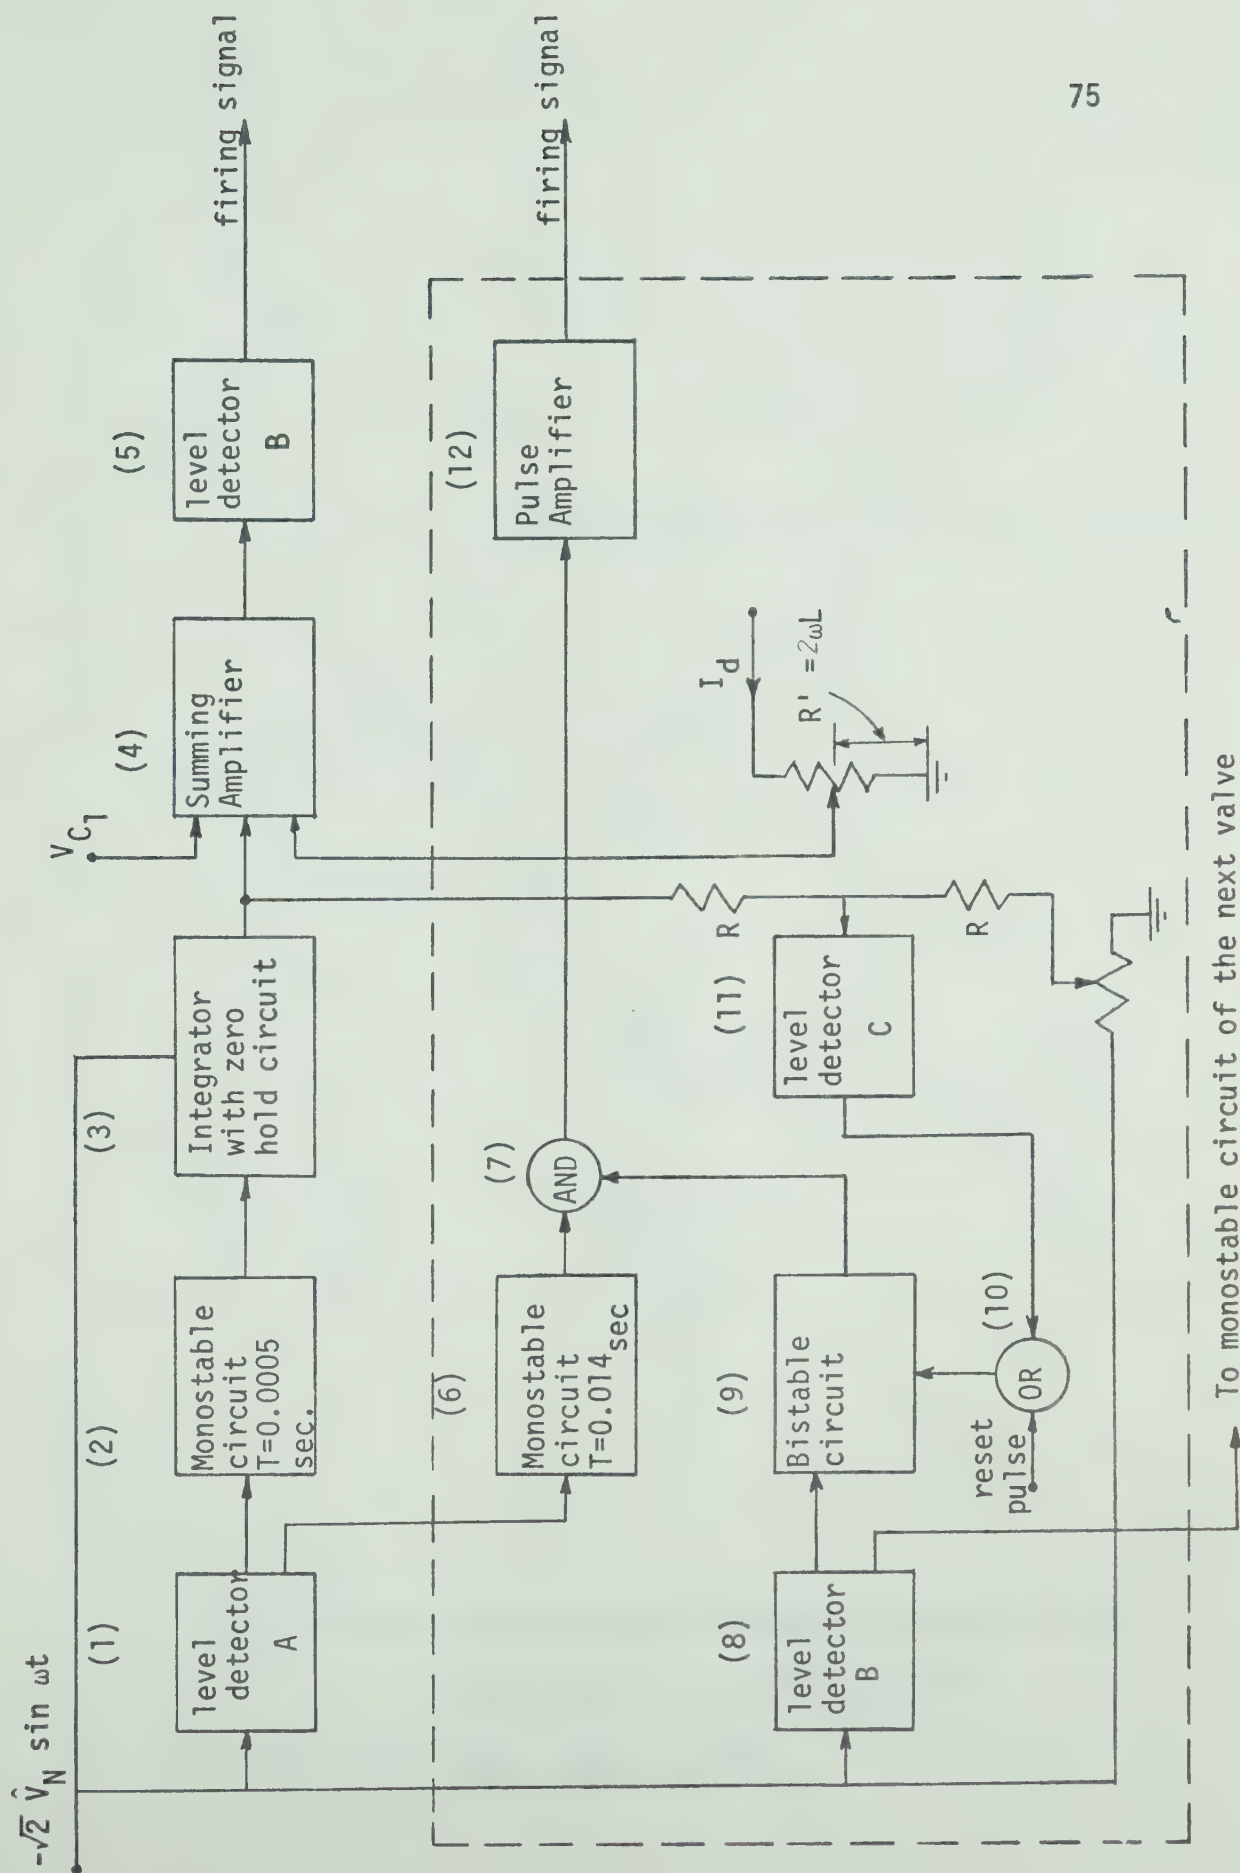 75
-√2 V̂N sin ωt
(1)
level
detector
A
(2)
Monostable
circuit
T=0.0005
sec.
(3)
Integrator
with zero
hold circuit
VC1
(4)
Summing
Amplifier
(5)
level
detector
B
firing signal
(6)
Monostable
circuit
T=0.014 sec
(7)
AND
(12)
Pulse
Amplifier
firing signal
(8)
level
detector
B
(9)
Bistable
circuit
(10)
OR
reset
pulse
(11)
level
detector
C
R
R
Id
R' = 2ωL
To monostable circuit of the next valve